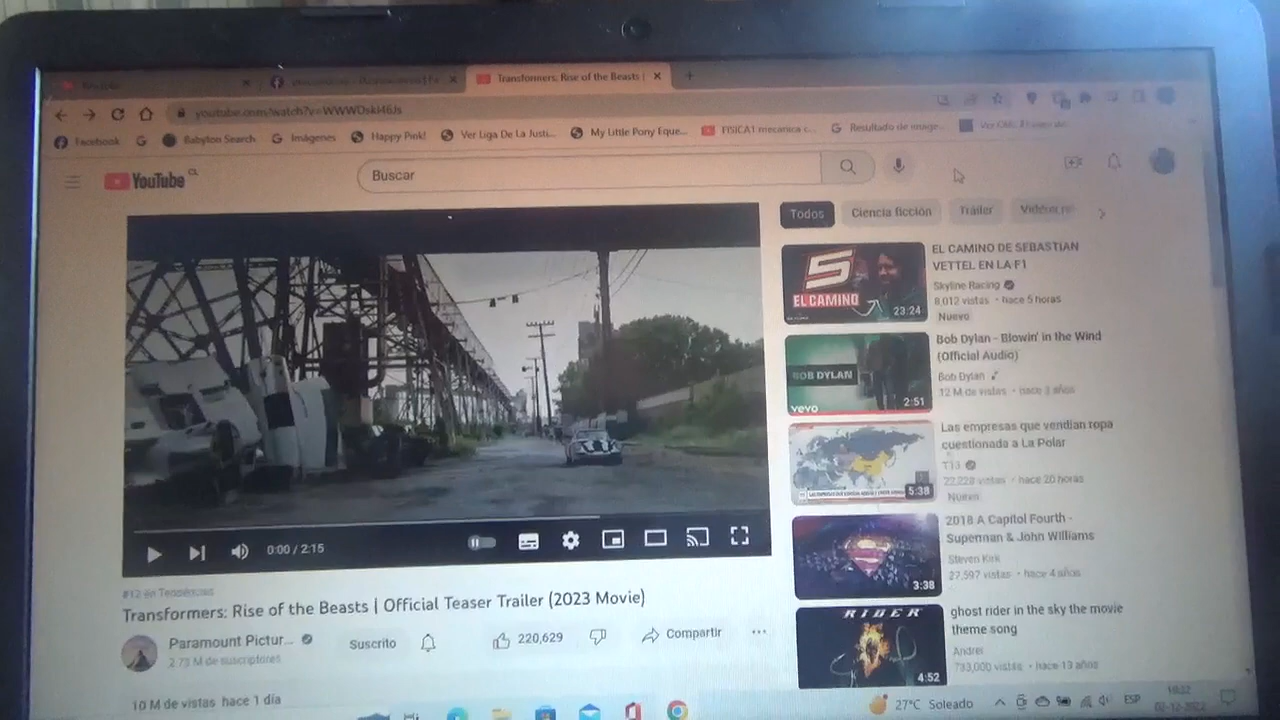 Transformers: Rise of the Beasts |
youtube.com/watch?v=WWWDskI46Js
Facebook
Babylon Search
Imágenes
Happy Pink!
Ver Liga De La Justi...
My Little Pony Eque...
FISICA1 mecanica c...
Resultado de image...
YouTube CL
Buscar
Todos
Ciencia ficción
Tráiler
5
EL CAMINO
23:24
EL CAMINO DE SEBASTIAN
VETTEL EN LA F1
Skyline Racing
8,012 vistas • hace 5 horas
Nuevo
BOB DYLAN
vevo
2:51
Bob Dylan - Blowin' in the Wind
(Official Audio)
Bob Dylan
12 M de vistas • hace 3 años
5:38
Las empresas que vendían ropa
cuestionada a La Polar
T13
22,228 vistas • hace 20 horas
Nuevo
3:38
2018 A Capitol Fourth -
Superman & John Williams
Steven Kirk
27,597 vistas • hace 4 años
RIDER
4:52
ghost rider in the sky the movie
theme song
Andrei
733,000 vistas • hace 13 años
0:00 / 2:15
#12 en Tendencias
Transformers: Rise of the Beasts | Official Teaser Trailer (2023 Movie)
Paramount Pictur...
2.73 M de suscriptores
Suscrito
220,629
Compartir
10 M de vistas hace 1 día
27°C Soleado
ESP
02-12-2022